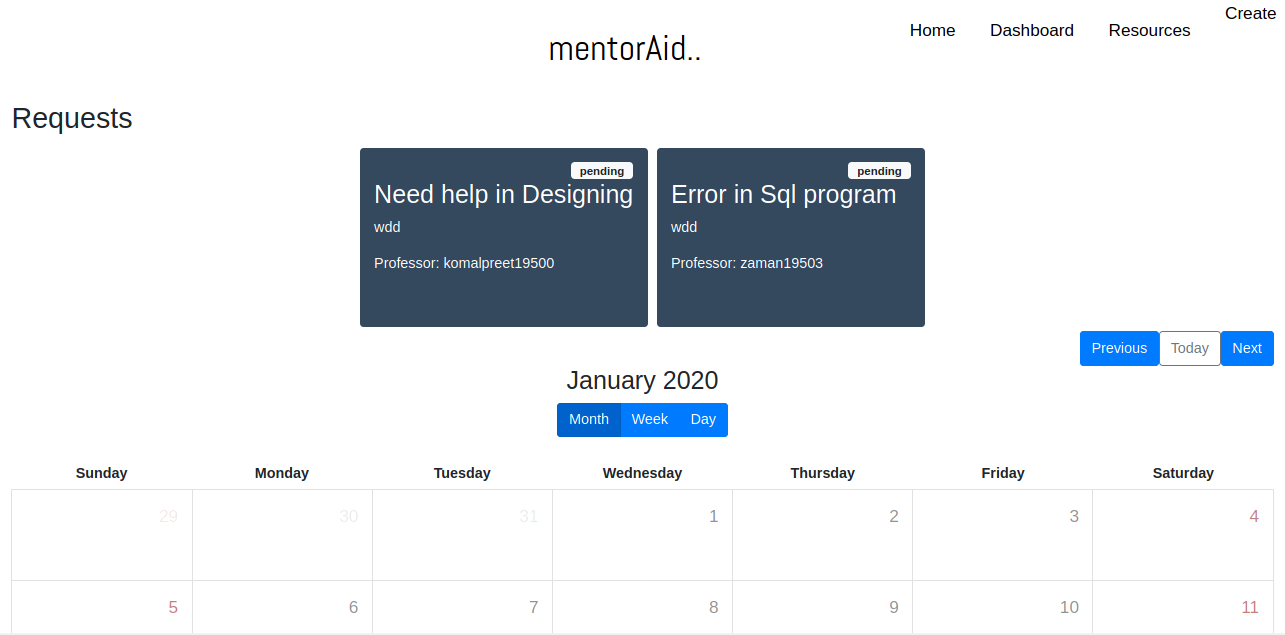 Create
Home Dashboard Resources
mentorAid..
Requests
pending
Need help in Designing
wdd
Professor: komalpreet19500
pending
Error in Sql program
wdd
Professor: zaman19503
Previous Today Next
January 2020
Month Week Day
Sunday Monday Tuesday Wednesday Thursday Friday Saturday
29 30 31 1 2 3 4
5 6 7 8 9 10 11